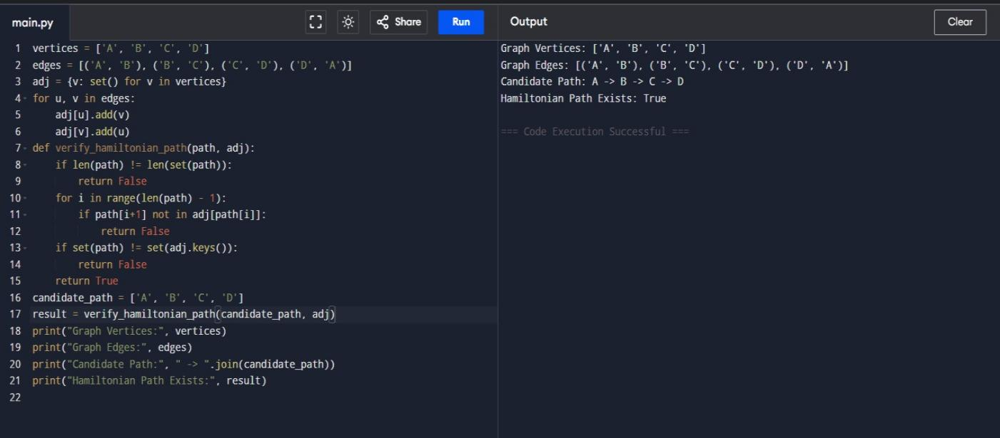 main.py
Share
Run
Output
Clear
1 vertices = ['A', 'B', 'C', 'D']
2 edges = [('A', 'B'), ('B', 'C'), ('C', 'D'), ('D', 'A')]
3 adj = {v: set() for v in vertices}
4 for u, v in edges:
5     adj[u].add(v)
6     adj[v].add(u)
7 def verify_hamiltonian_path(path, adj):
8     if len(path) != len(set(path)):
9         return False
10     for i in range(len(path) - 1):
11         if path[i+1] not in adj[path[i]]:
12             return False
13     if set(path) != set(adj.keys()):
14         return False
15     return True
16 candidate_path = ['A', 'B', 'C', 'D']
17 result = verify_hamiltonian_path(candidate_path, adj)
18 print("Graph Vertices:", vertices)
19 print("Graph Edges:", edges)
20 print("Candidate Path:", " -> ".join(candidate_path))
21 print("Hamiltonian Path Exists:", result)
22
Graph Vertices: ['A', 'B', 'C', 'D']
Graph Edges: [('A', 'B'), ('B', 'C'), ('C', 'D'), ('D', 'A')]
Candidate Path: A -> B -> C -> D
Hamiltonian Path Exists: True
=== Code Execution Successful ===